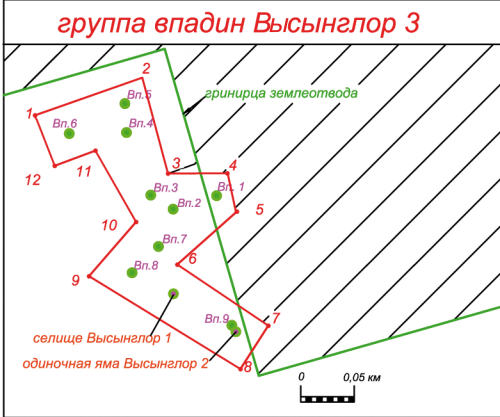 группа впадин Высынглор 3
2
гринирца землеотвода
Вп.5
1
Вп.6
Вп.4
11
12
3
4
Вп.3
Вп. 1
Вп.2
5
10
Вп.7
6
Вп.8
9
Вп.9
7
селище Высынглор 1
одиночная яма Высынглор 2
8
0
0,05 км